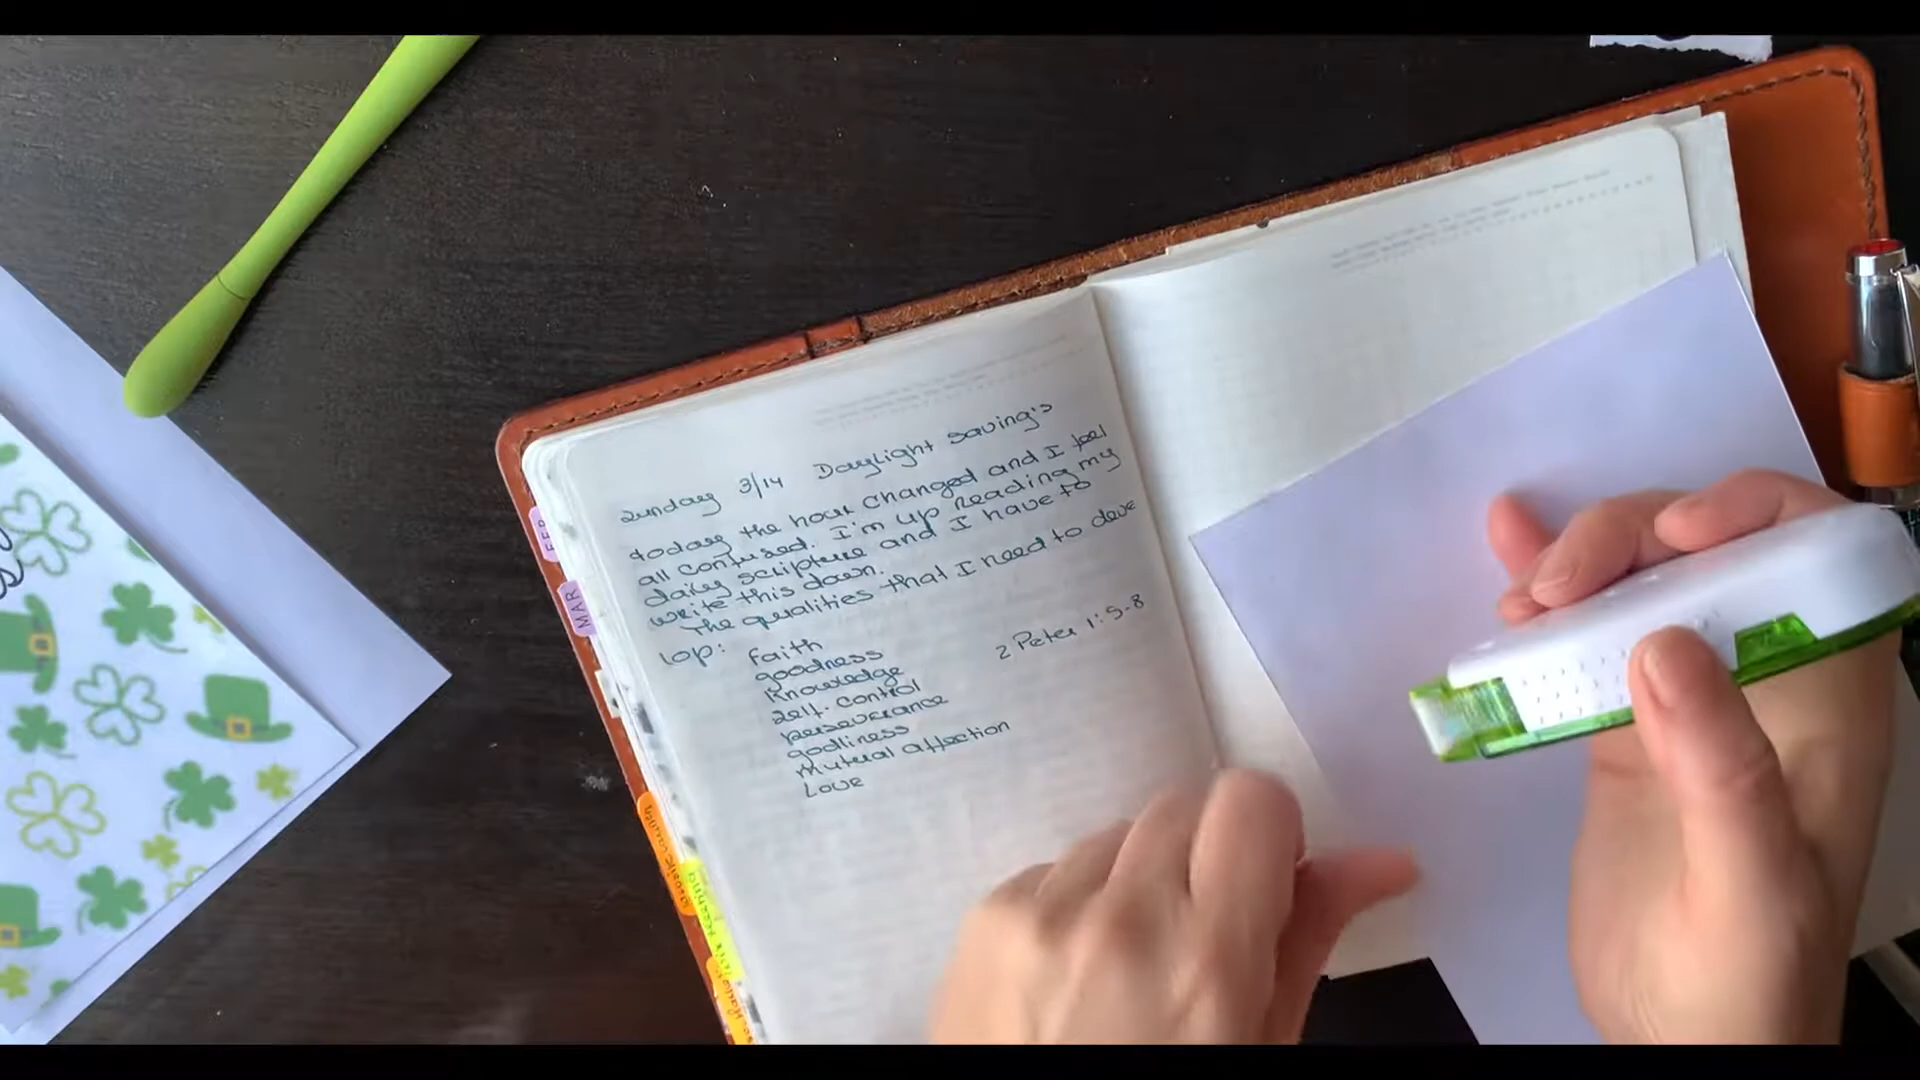 Sunday 3/14 Daylight Saving's
today the hour changed and I feel
all confused. I'm up reading my
daily scripture and I have to
write this down.
The qualities that I need to deve
lop: faith
goodness
knowledge
self-control
perseverance
godliness
mutual affection
Love
2 Peter 1:5-8
FEB
MAR